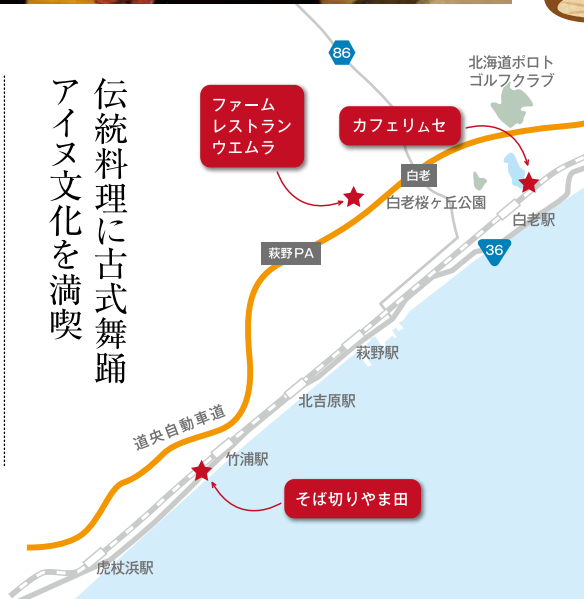 伝統料理に古式舞踊
アイヌ文化を満喫
86
北海道ポロト
ゴルフクラブ
ファーム
レストラン
ウエムラ
カフェリムセ
白老
白老桜ヶ丘公園
白老駅
萩野PA
36
萩野駅
北吉原駅
道央自動車道
竹浦駅
そば切りやま田
虎杖浜駅